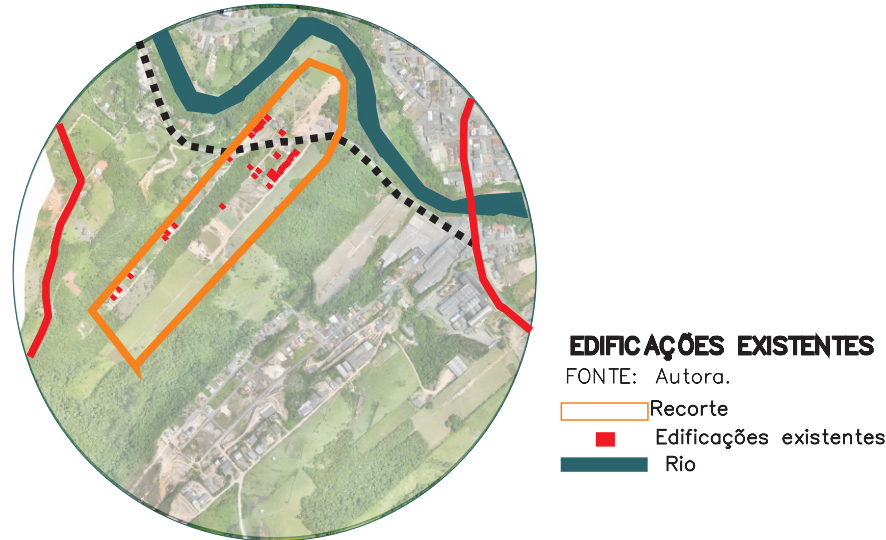 EDIFICAÇÕES EXISTENTES
FONTE: Autora.
Recorte
Edificações existentes
Rio